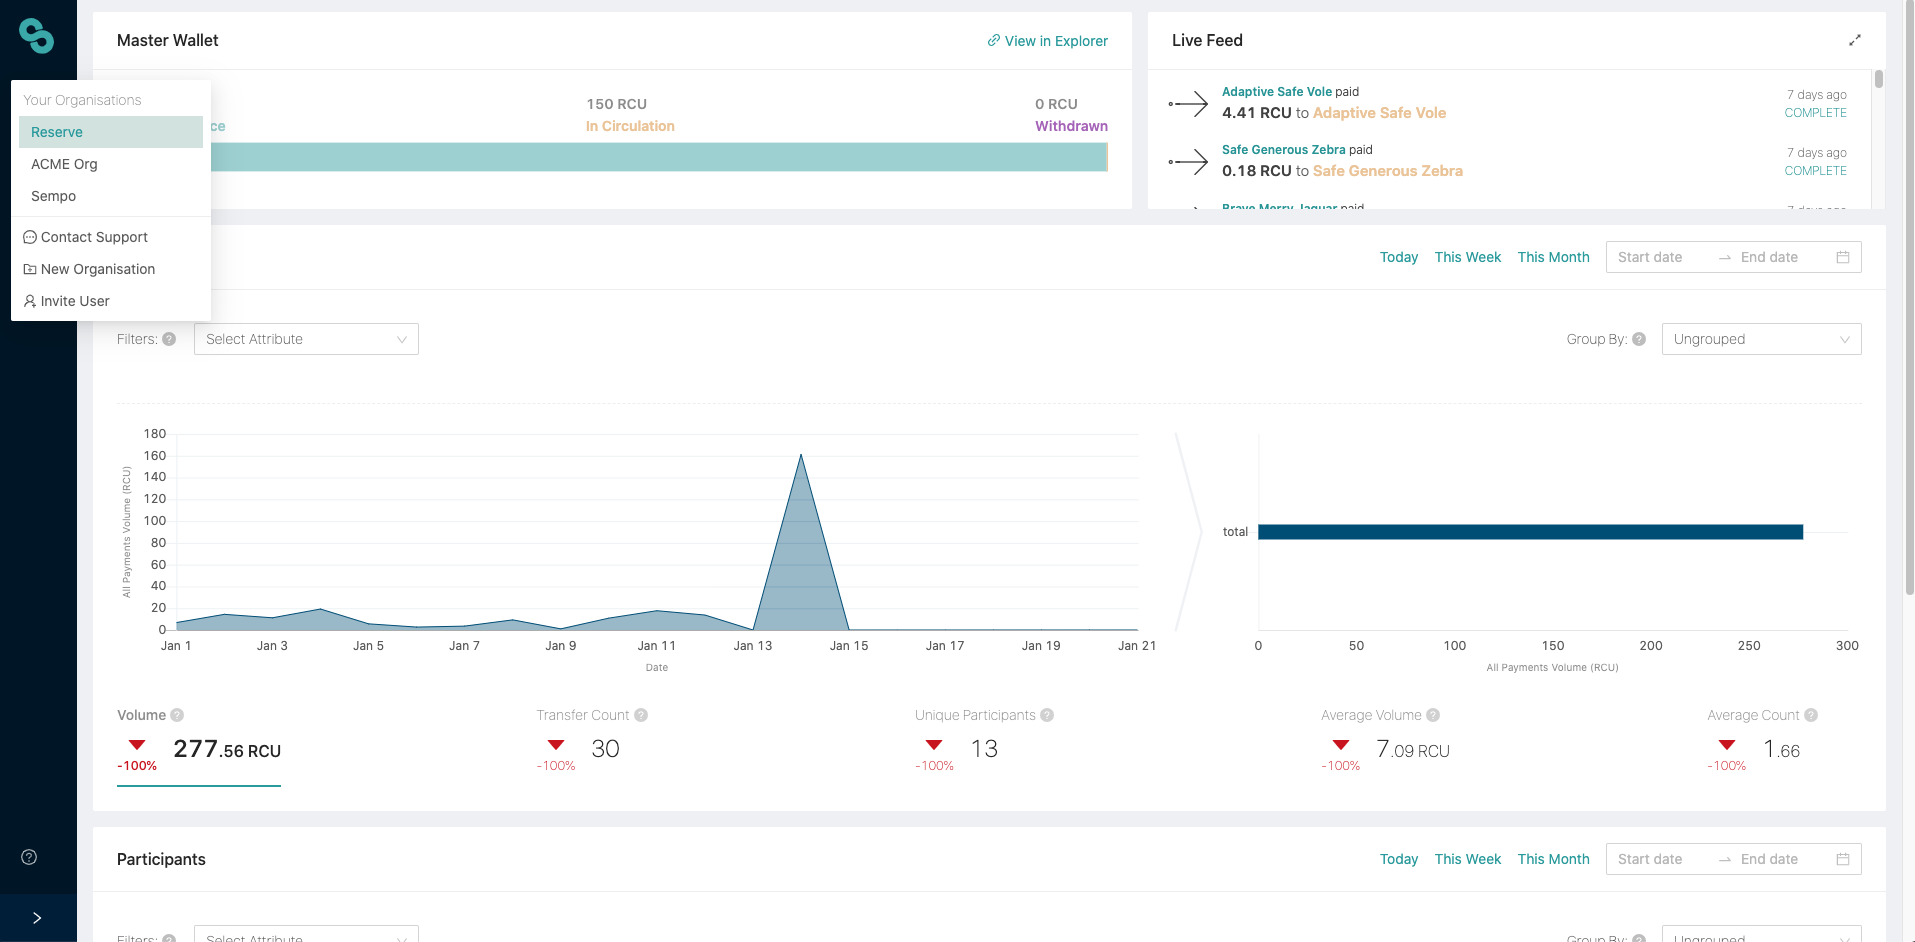 Master Wallet
View in Explorer
Live Feed
Your Organisations
Reserve
ACME Org
Sempo
Contact Support
New Organisation
Invite User
ce
150 RCU
In Circulation
0 RCU
Withdrawn
Adaptive Safe Vole paid
4.41 RCU to Adaptive Safe Vole
7 days ago
COMPLETE
Safe Generous Zebra paid
0.18 RCU to Safe Generous Zebra
7 days ago
COMPLETE
Brave Merry Jaguar paid
7 days ago
Today This Week This Month Start date End date
Filters: Select Attribute
Group By: Ungrouped
180
160
140
120
100
80
60
40
20
0
All Payments Volume (RCU)
Jan 1 Jan 3 Jan 5 Jan 7 Jan 9 Jan 11 Jan 13 Jan 15 Jan 17 Jan 19 Jan 21
Date
total
0 50 100 150 200 250 300
All Payments Volume (RCU)
Volume
277.56 RCU
-100%
Transfer Count
30
-100%
Unique Participants
13
-100%
Average Volume
7.09 RCU
-100%
Average Count
1.66
-100%
Participants
Today This Week This Month Start date End date
Filters: Select Attribute
Group By: Ungrouped